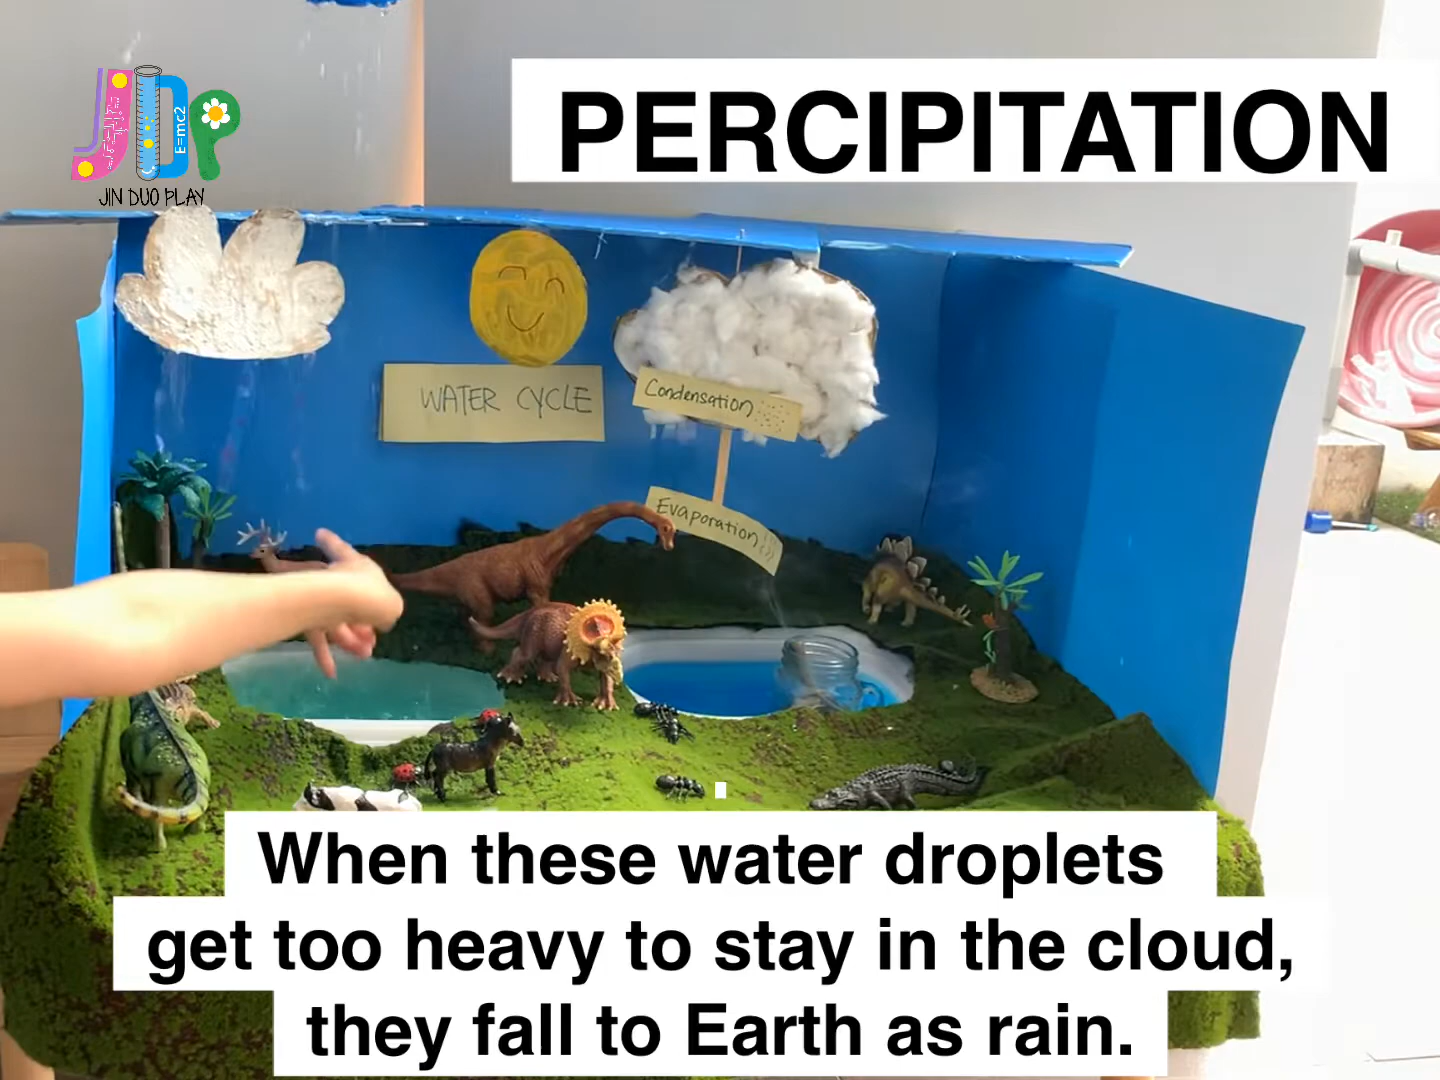 PERCIPITATION
JDP
E=mc2
JIN DUO PLAY
WATER CYCLE
Condensation
Evaporation
When these water droplets
get too heavy to stay in the cloud,
they fall to Earth as rain.